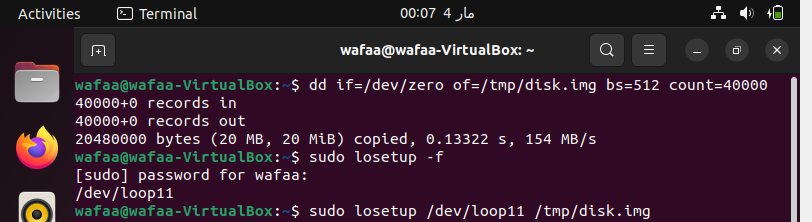 Activities Terminal 00:07 4 مار
wafaa@wafaa-VirtualBox: ~
wafaa@wafaa-VirtualBox:~$ dd if=/dev/zero of=/tmp/disk.img bs=512 count=40000
40000+0 records in
40000+0 records out
20480000 bytes (20 MB, 20 MiB) copied, 0.13322 s, 154 MB/s
wafaa@wafaa-VirtualBox:~$ sudo losetup -f
[sudo] password for wafaa:
/dev/loop11
wafaa@wafaa-VirtualBox:~$ sudo losetup /dev/loop11 /tmp/disk.img